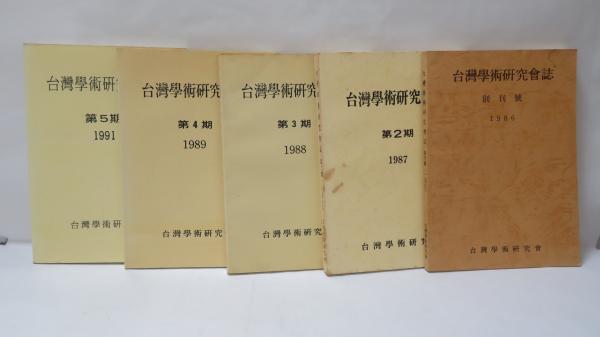 台灣學術研
第5期
1991
台灣學術研
台灣學術研究
第4期
1989
台灣學術研究
台灣學術研究
第3期
1988
台灣學術研究
台灣學術研究
第2期
1987
台灣學術研究
台灣學術研究會誌
創刊號
1986
台灣學術研究會